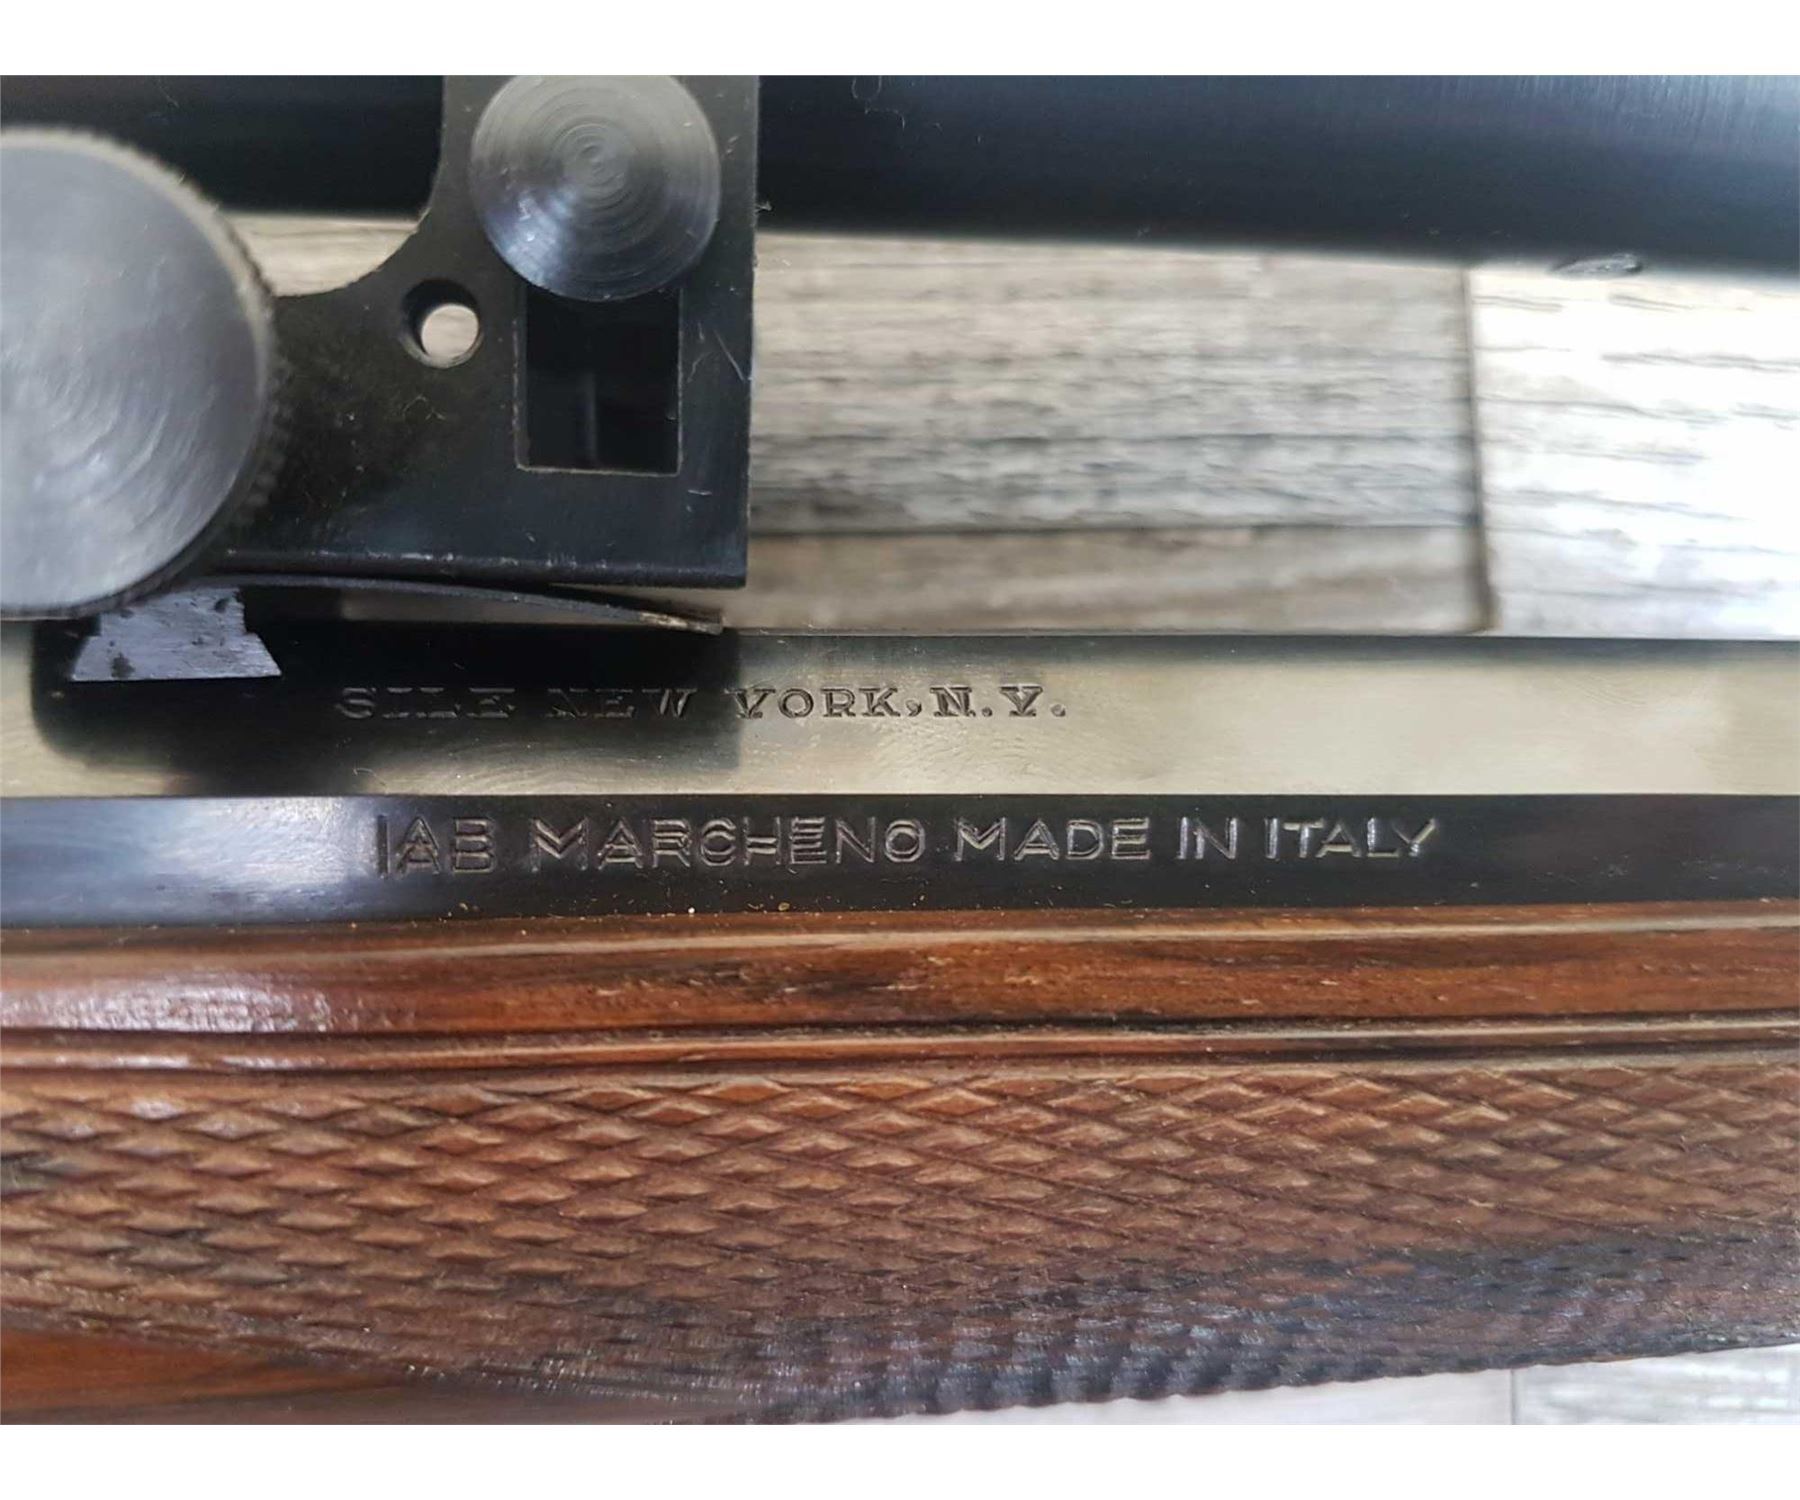 SILE NEW YORK, N.Y.
IAB MARCHENO MADE IN ITALY